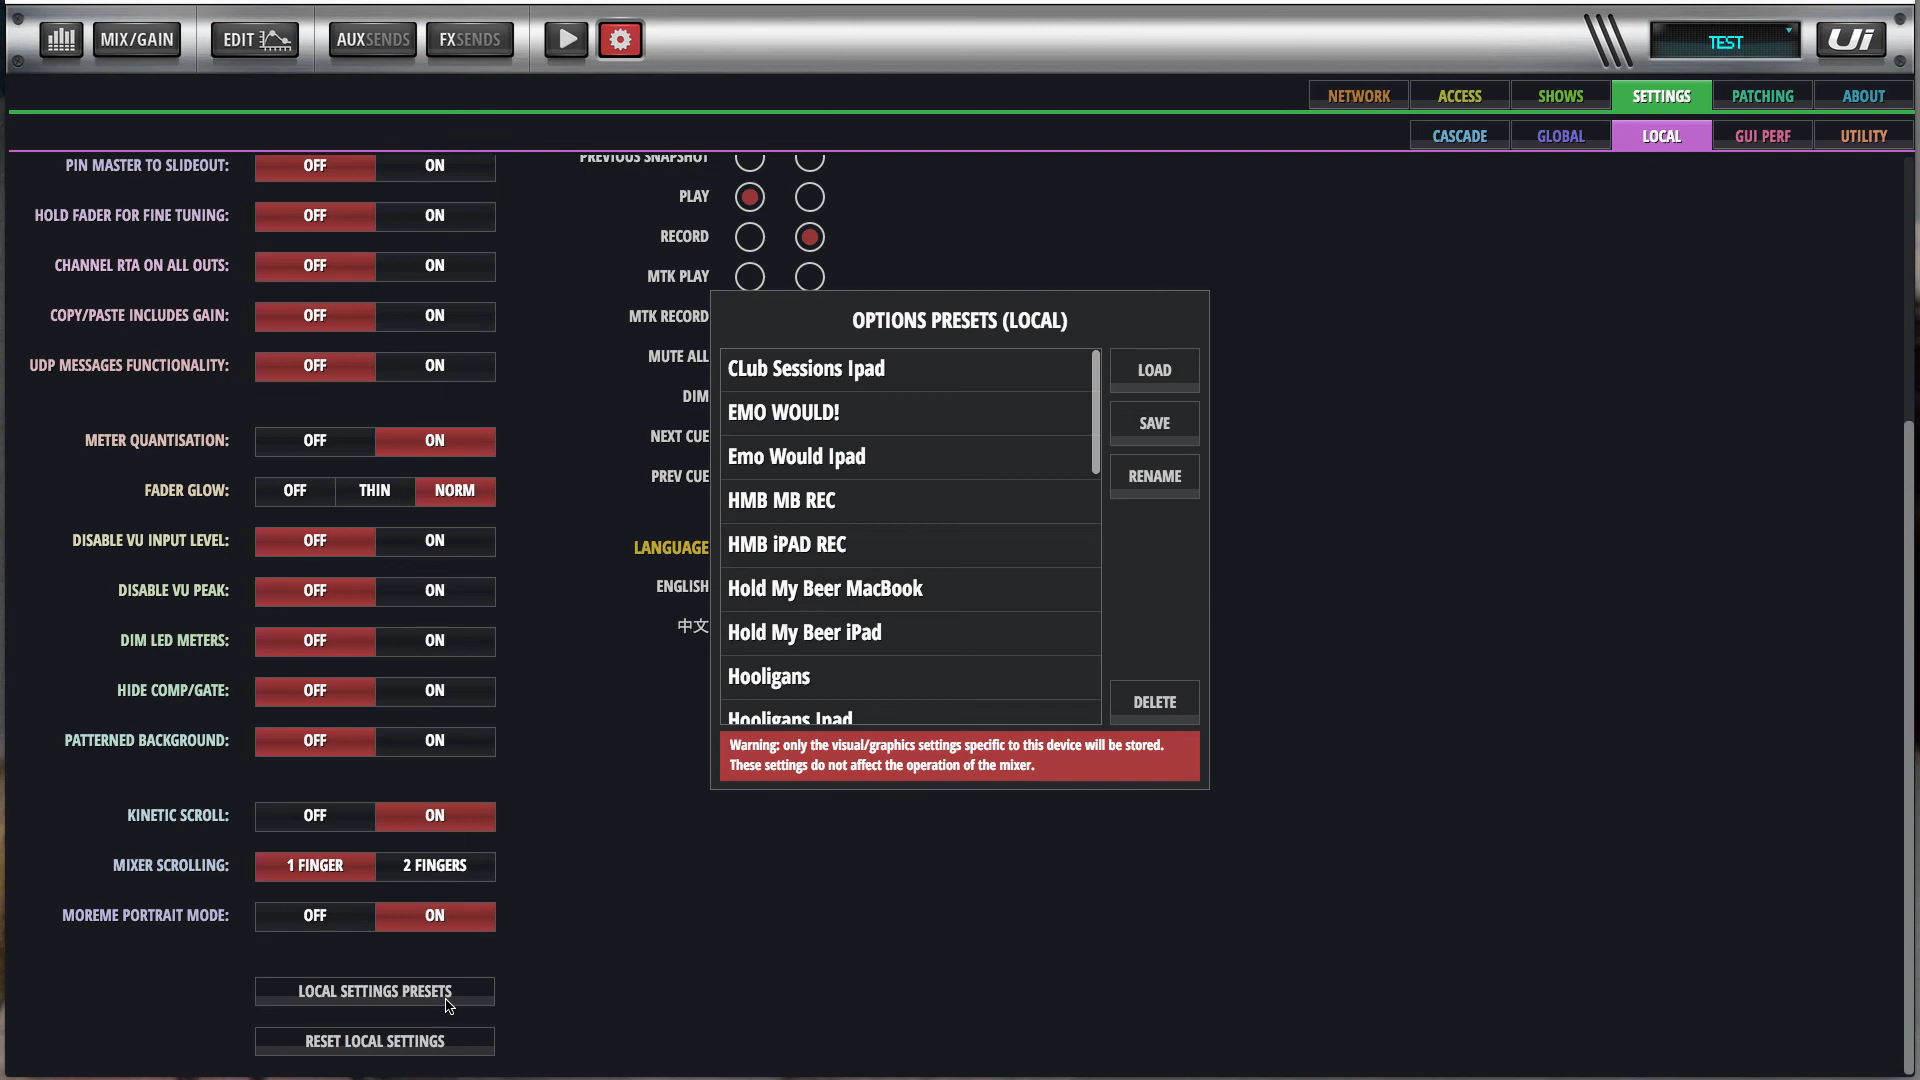 MIX/GAIN
EDIT
AUXSENDS
FXSENDS
TEST
Ui
NETWORK
ACCESS
SHOWS
SETTINGS
PATCHING
ABOUT
CASCADE
GLOBAL
LOCAL
GUI PERF
UTILITY
PIN MASTER TO SLIDEOUT: OFF ON
HOLD FADER FOR FINE TUNING: OFF ON
CHANNEL RTA ON ALL OUTS: OFF ON
COPY/PASTE INCLUDES GAIN: OFF ON
UDP MESSAGES FUNCTIONALITY: OFF ON
METER QUANTISATION: OFF ON
FADER GLOW: OFF THIN NORM
DISABLE VU INPUT LEVEL: OFF ON
DISABLE VU PEAK: OFF ON
DIM LED METERS: OFF ON
HIDE COMP/GATE: OFF ON
PATTERNED BACKGROUND: OFF ON
KINETIC SCROLL: OFF ON
MIXER SCROLLING: 1 FINGER 2 FINGERS
MOREME PORTRAIT MODE: OFF ON
LOCAL SETTINGS PRESETS
RESET LOCAL SETTINGS
PREVIOUS SNAPSHOT
PLAY
RECORD
MTK PLAY
MTK RECORD
MUTE ALL
DIM
NEXT CUE
PREV CUE
LANGUAGE
ENGLISH
中文
OPTIONS PRESETS (LOCAL)
CLub Sessions Ipad
EMO WOULD!
Emo Would Ipad
HMB MB REC
HMB iPAD REC
Hold My Beer MacBook
Hold My Beer iPad
Hooligans
Hooligans Ipad
LOAD
SAVE
RENAME
DELETE
Warning: only the visual/graphics settings specific to this device will be stored.
These settings do not affect the operation of the mixer.